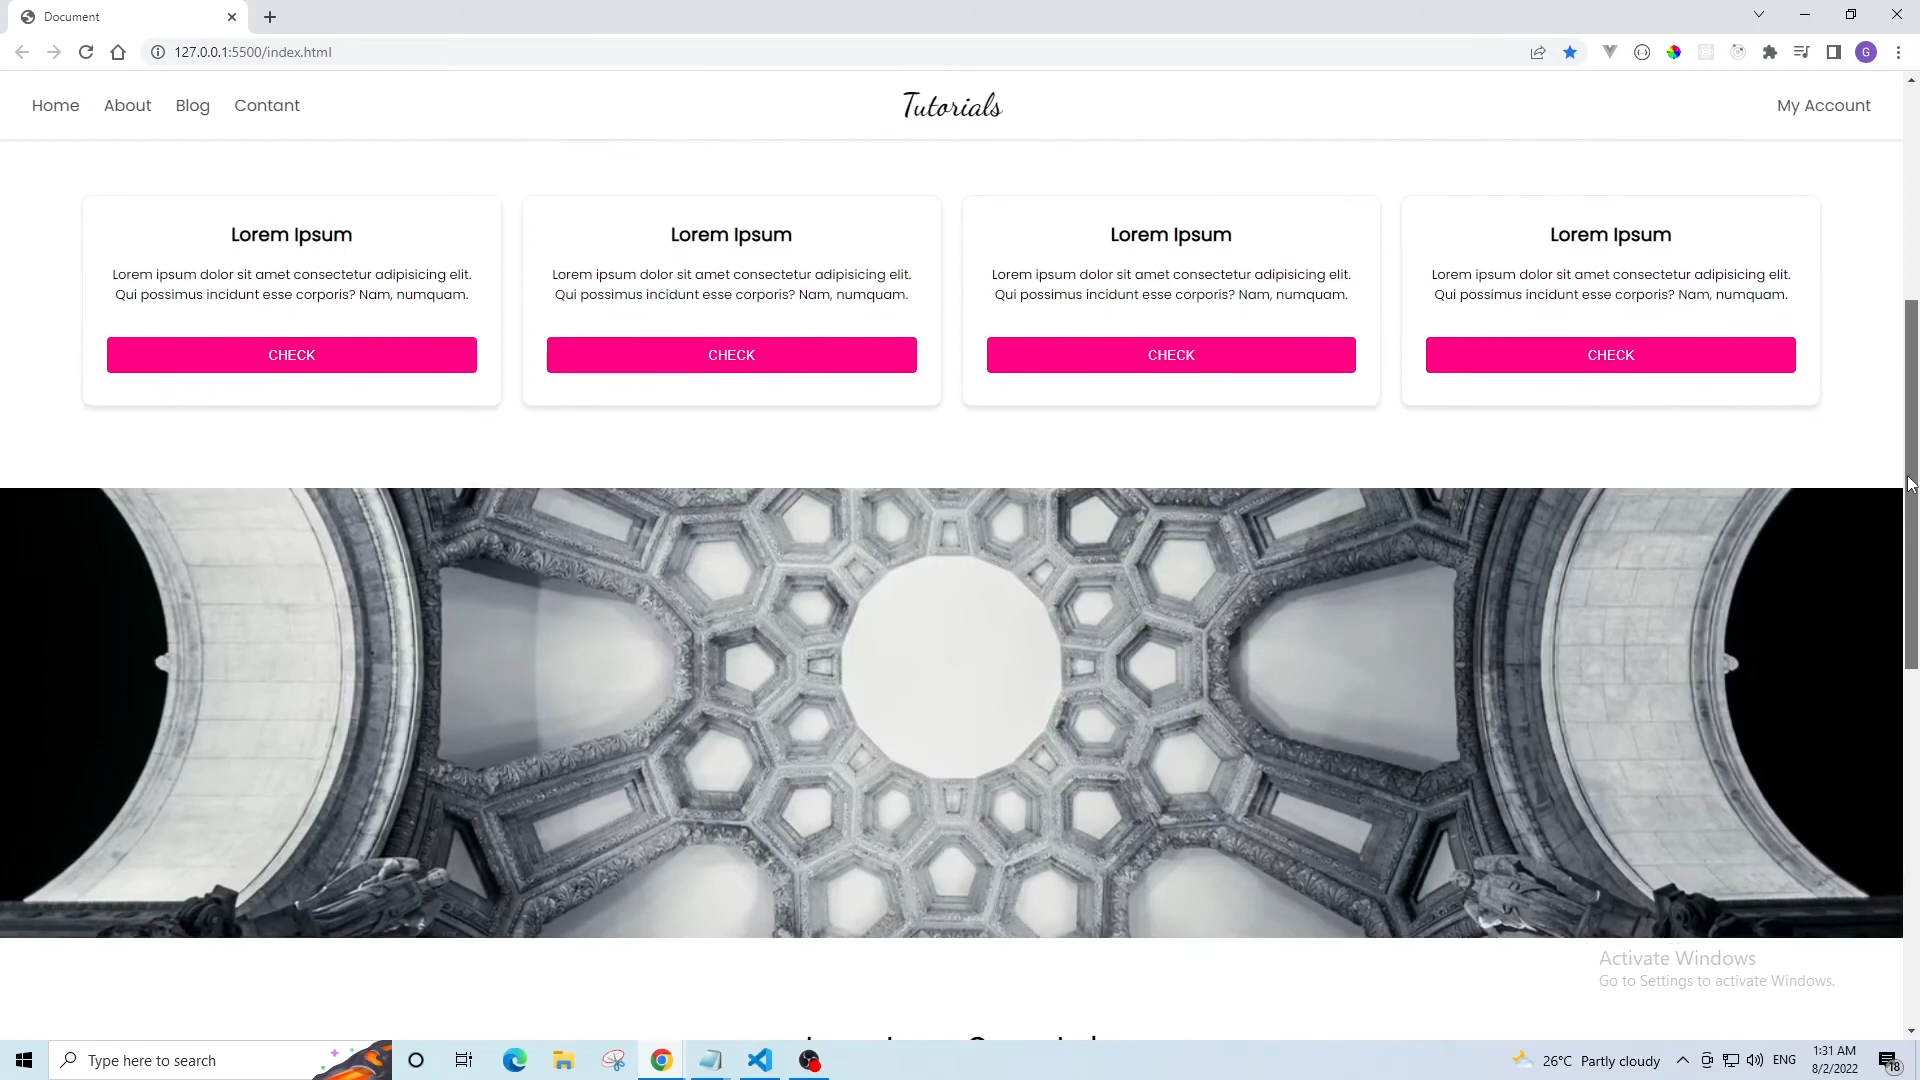 Document
127.0.0.1:5500/index.html
G
Home About Blog Contant
Tutorials
My Account
Lorem Ipsum
Lorem ipsum dolor sit amet consectetur adipisicing elit.
Qui possimus incidunt esse corporis? Nam, numquam.
CHECK
Lorem Ipsum
Lorem ipsum dolor sit amet consectetur adipisicing elit.
Qui possimus incidunt esse corporis? Nam, numquam.
CHECK
Lorem Ipsum
Lorem ipsum dolor sit amet consectetur adipisicing elit.
Qui possimus incidunt esse corporis? Nam, numquam.
CHECK
Lorem Ipsum
Lorem ipsum dolor sit amet consectetur adipisicing elit.
Qui possimus incidunt esse corporis? Nam, numquam.
CHECK
Activate Windows
Go to Settings to activate Windows.
Type here to search
26°C Partly cloudy
ENG
1:31 AM
8/2/2022
18